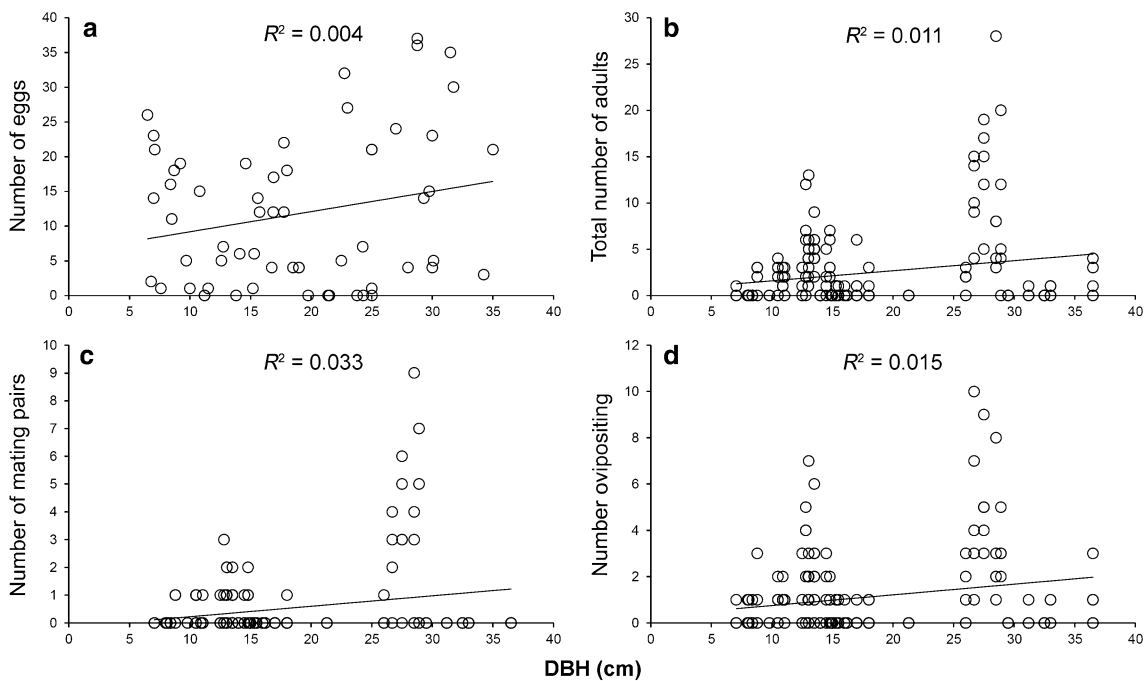 a
R² = 0.004
Number of eggs
40
35
30
25
20
15
10
5
0
0 5 10 15 20 25 30 35 40
b
R² = 0.011
Total number of adults
30
25
20
15
10
5
0
0 5 10 15 20 25 30 35 40
c
R² = 0.033
Number of mating pairs
10
9
8
7
6
5
4
3
2
1
0
0 5 10 15 20 25 30 35 40
d
R² = 0.015
Number ovipositing
12
10
8
6
4
2
0
0 5 10 15 20 25 30 35 40
DBH (cm)